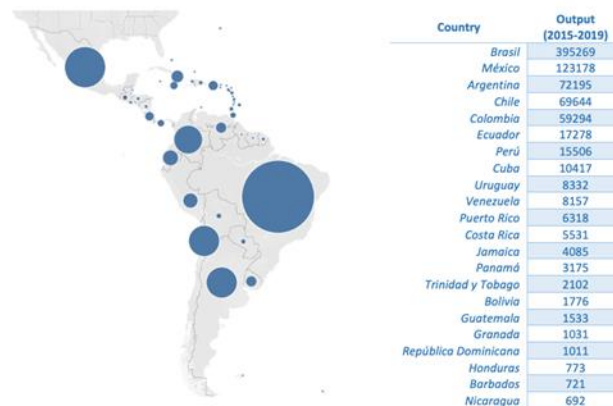 Country Output
(2015-2019)
Brasil 395269
México 123178
Argentina 72195
Chile 69644
Colombia 59294
Ecuador 17278
Perú 15506
Cuba 10417
Uruguay 8332
Venezuela 8157
Puerto Rico 6318
Costa Rica 5531
Jamaica 4085
Panamá 3175
Trinidad y Tobago 2102
Bolivia 1776
Guatemala 1533
Granada 1031
República Dominicana 1011
Honduras 773
Barbados 721
Nicaragua 692